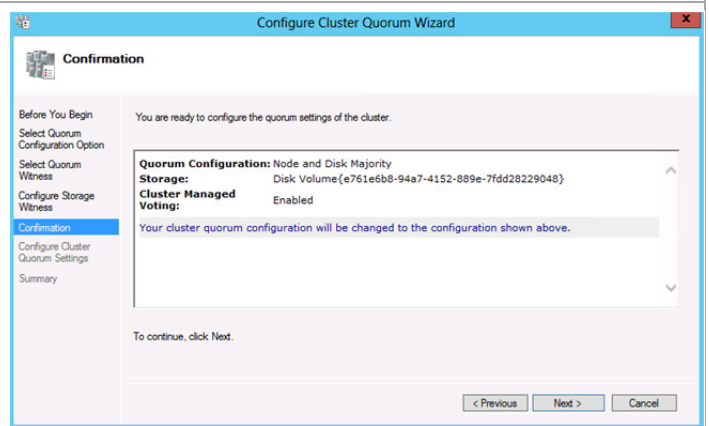 Configure Cluster Quorum Wizard
x
Confirmation
Before You Begin
Select Quorum
Configuration Option
Select Quorum
Witness
Configure Storage
Witness
Confirmation
Configure Cluster
Quorum Settings
Summary
You are ready to configure the quorum settings of the cluster.
Quorum Configuration: Node and Disk Majority
Storage: Disk Volume{e761e6b8-94a7-4152-889e-7fdd28229048}
Cluster Managed
Voting: Enabled
Your cluster quorum configuration will be changed to the configuration shown above.
To continue, click Next.
< Previous Next > Cancel